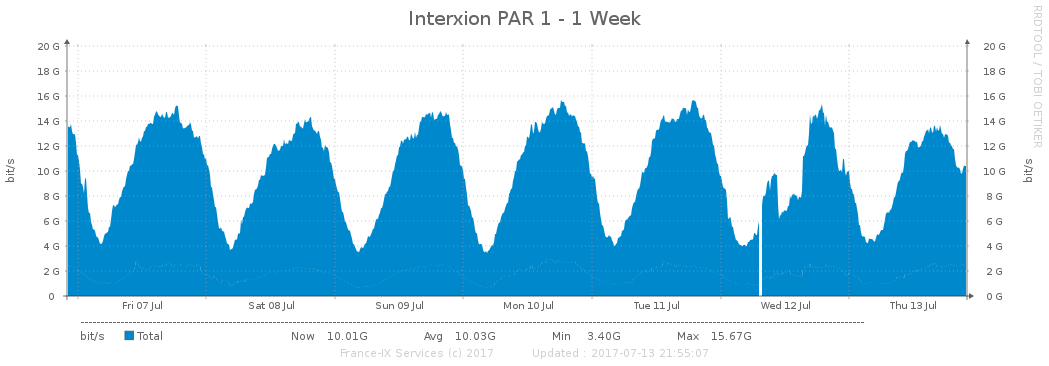 Interxion PAR 1 - 1 Week
RRDTOOL / TOBI OETIKER
20 G 20 G
18 G 18 G
16 G 16 G
14 G 14 G
12 G 12 G
10 G 10 G
8 G 8 G
6 G 6 G
4 G 4 G
2 G 2 G
0 0 G
bit/s
bit/s
Fri 07 Jul Sat 08 Jul Sun 09 Jul Mon 10 Jul Tue 11 Jul Wed 12 Jul Thu 13 Jul
bit/s Total Now 10.01G Avg 10.03G Min 3.40G Max 15.67G
France-IX Services (c) 2017 Updated : 2017-07-13 21:55:07